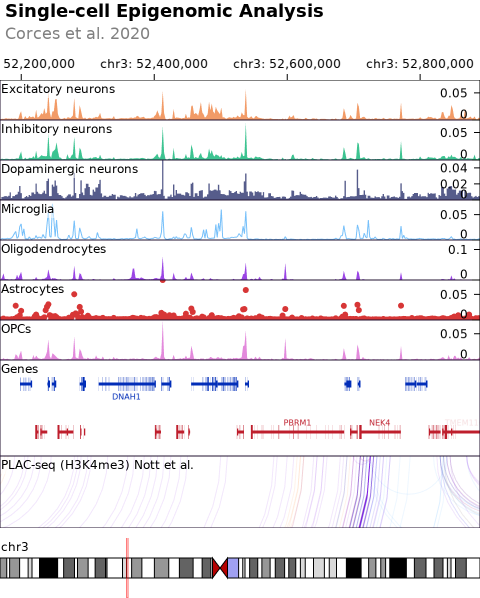 Single-cell Epigenomic Analysis
Corces et al. 2020
52,200,000 chr3: 52,400,000 chr3: 52,600,000 chr3: 52,800,000
Excitatory neurons
0.05
0
Inhibitory neurons
0.05
0
Dopaminergic neurons
0.04
0.02
0
Microglia
0.05
0
Oligodendrocytes
0.1
0
Astrocytes
0.05
0
OPCs
0.05
0
Genes
DNAH1
PBRM1 NEK4
PLAC-seq (H3K4me3) Nott et al.
chr3